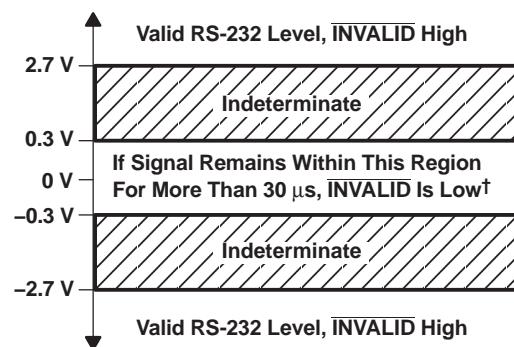 Valid RS-232 Level, INVALID High
2.7 V
Indeterminate
0.3 V
If Signal Remains Within This Region
0 V
For More Than 30 μs, INVALID Is Low†
–0.3 V
Indeterminate
–2.7 V
Valid RS-232 Level, INVALID High